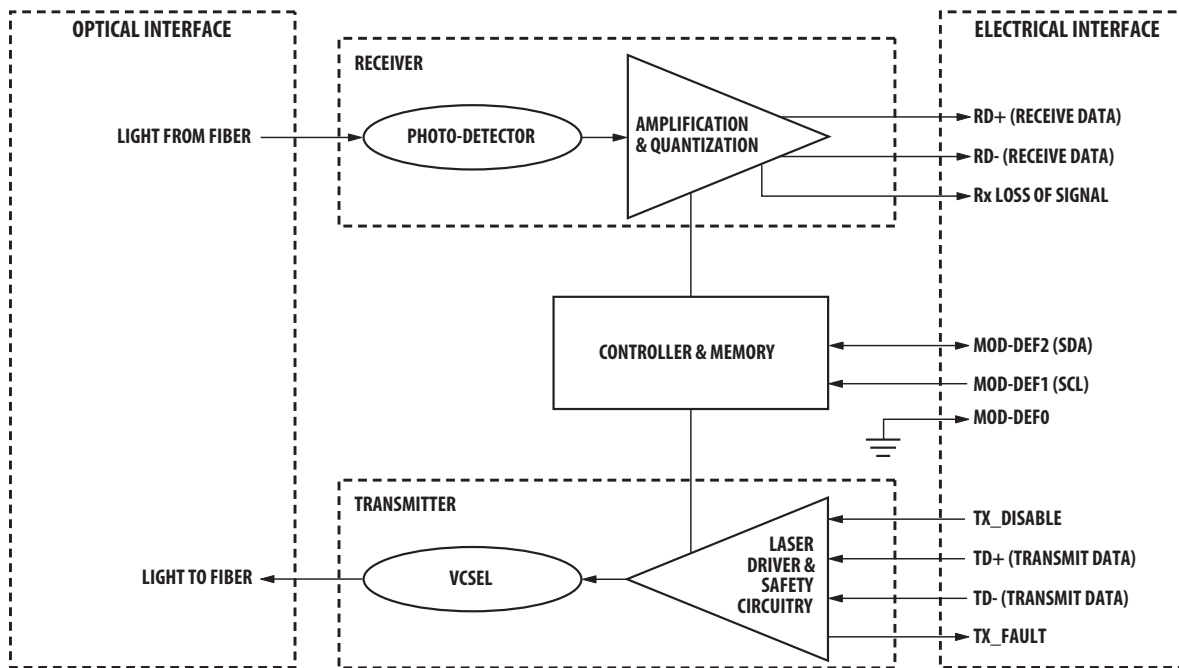 OPTICAL INTERFACE
ELECTRICAL INTERFACE
RECEIVER
LIGHT FROM FIBER
PHOTO-DETECTOR
AMPLIFICATION
& QUANTIZATION
RD+ (RECEIVE DATA)
RD- (RECEIVE DATA)
Rx LOSS OF SIGNAL
CONTROLLER & MEMORY
MOD-DEF2 (SDA)
MOD-DEF1 (SCL)
MOD-DEF0
TRANSMITTER
LIGHT TO FIBER
VCSEL
LASER
DRIVER &
SAFETY
CIRCUITRY
TX_DISABLE
TD+ (TRANSMIT DATA)
TD- (TRANSMIT DATA)
TX_FAULT